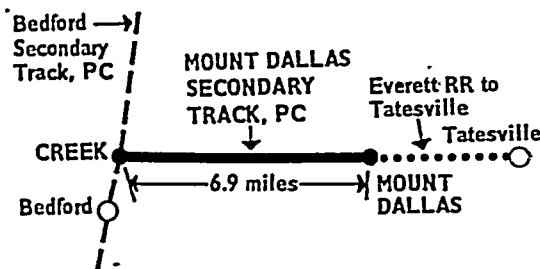 Bedford
Secondary
Track, PC
MOUNT DALLAS
SECONDARY
TRACK, PC
Everett RR to
Tatesville
Tatesville
CREEK
6.9 miles
MOUNT
DALLAS
Bedford